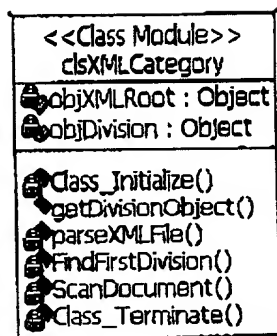 <<Class Module>>
clsXMLCategory
objXMLRoot : Object
objDivision : Object
Class_Initialize()
getDivisionObject()
parseXMLFile()
FindFirstDivision()
ScanDocument()
Class_Terminate()